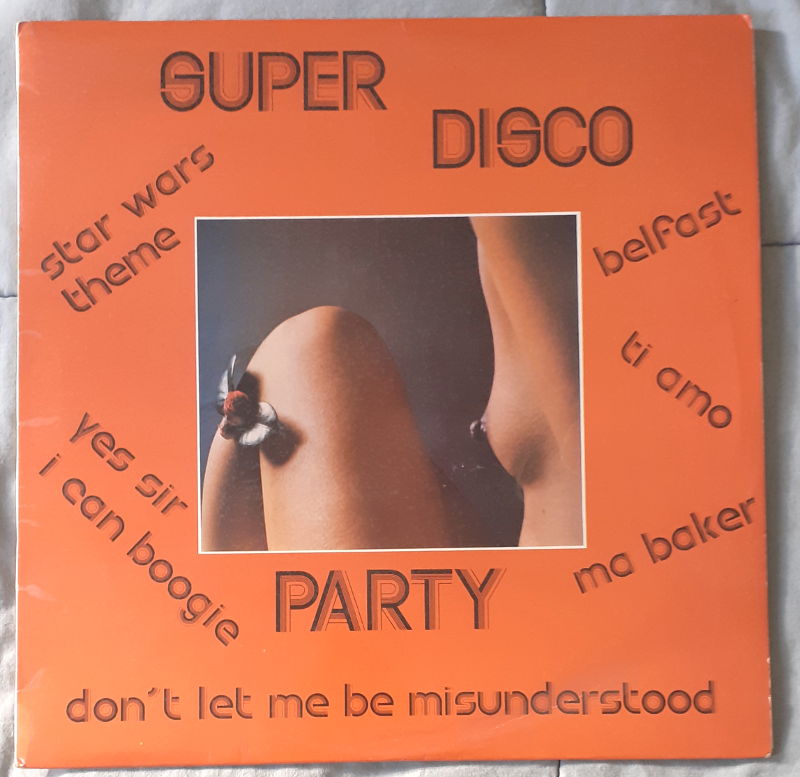 SUPER
DISCO
star wars
theme
belfast
ti amo
yes sir
i can boogie
ma baker
PARTY
don't let me be misunderstood